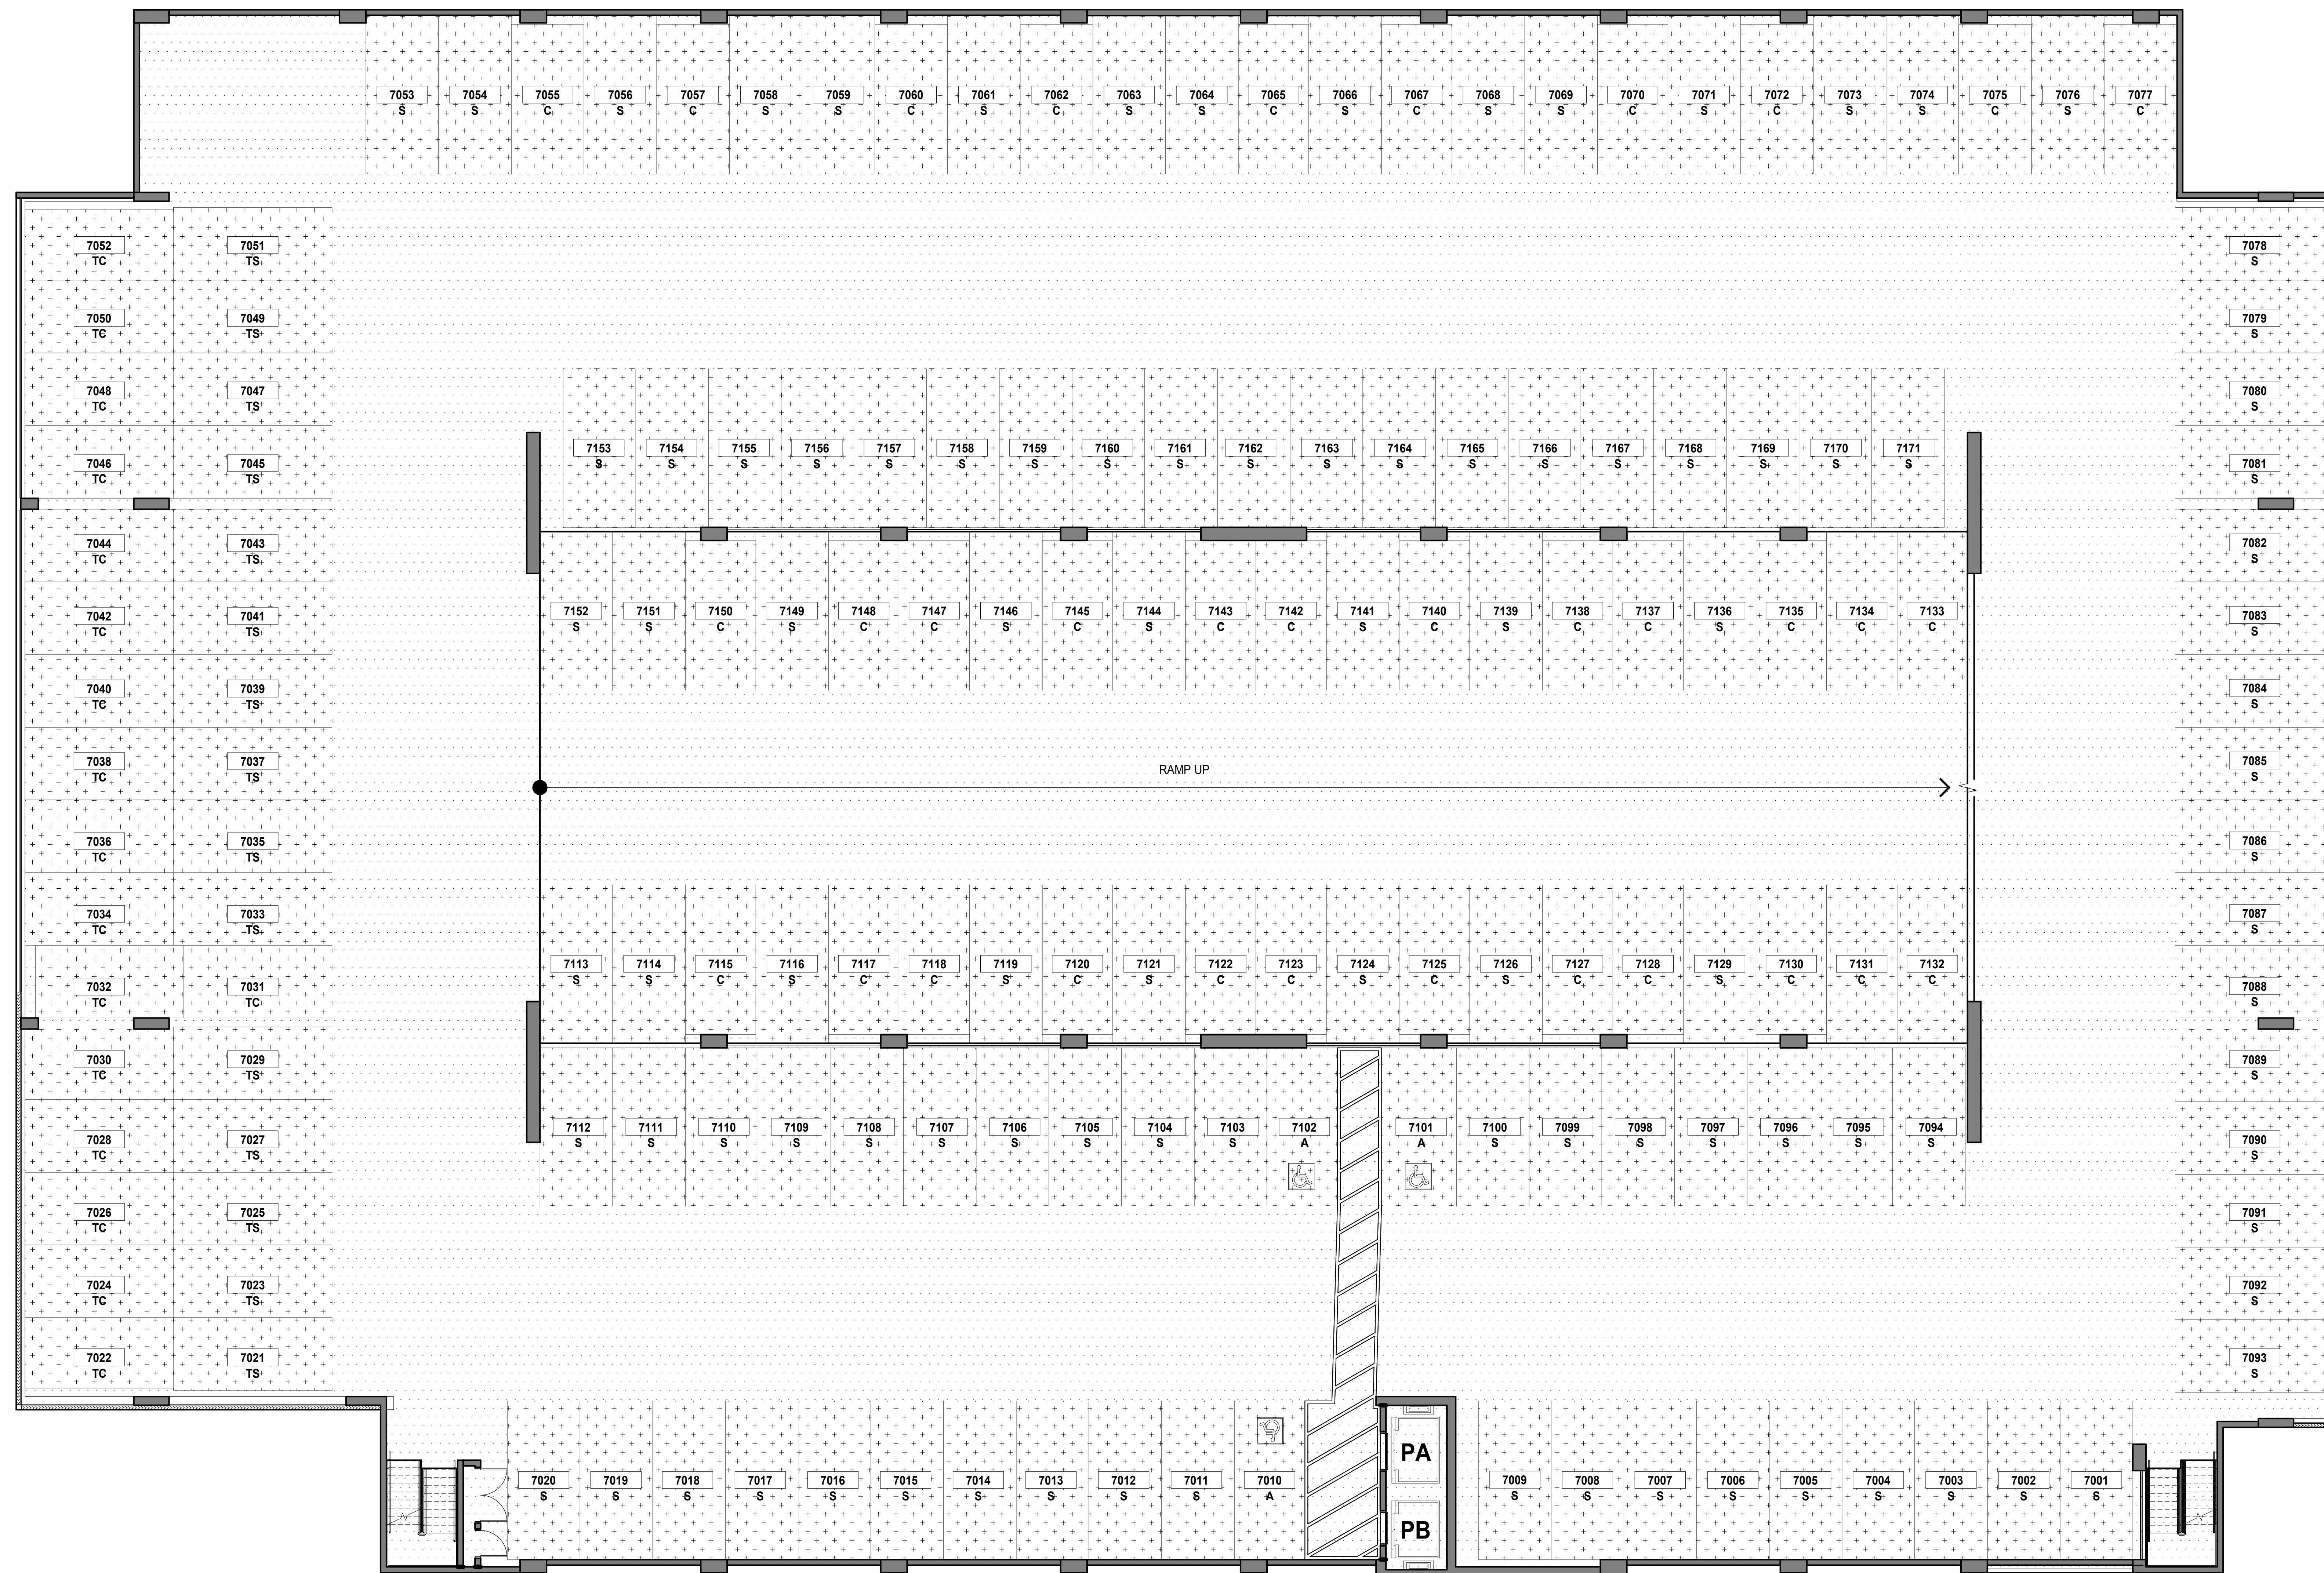 7053 7054 7055 7056 7057 7058 7059 7060 7061 7062 7063 7064 7065 7066 7067 7068 7069 7070 7071 7072 7073 7074 7075 7076 7077
S S C S C S S C S C S S C S C S S C S C S S C S C
7052 7051 7078
TC TS S
7050 7049 7079
TC TS S
7048 7047 7080
TC TS S
7153 7154 7155 7156 7157 7158 7159 7160 7161 7162 7163 7164 7165 7166 7167 7168 7169 7170 7171
S S S S S S S S S S S S S S S S S S S
7046 7045 7081
TC TS S
7044 7043 7082
TC TS S
7152 7151 7150 7149 7148 7147 7146 7145 7144 7143 7142 7141 7140 7139 7138 7137 7136 7135 7134 7133
S S C S C C S C S C C S C S C C S C C C
7042 7041 7083
TC TS S
7040 7039 7084
TC TS S
7038 7037 7085
TC TS S
RAMP UP
7036 7035 7086
TC TS S
7034 7033 7087
TC TS S
7113 7114 7115 7116 7117 7118 7119 7120 7121 7122 7123 7124 7125 7126 7127 7128 7129 7130 7131 7132
S S C S C C S C S C C S C S C C S C C C
7032 7031 7088
TC TC S
7030 7029 7089
TC TS S
7112 7111 7110 7109 7108 7107 7106 7105 7104 7103 7102 7101 7100 7099 7098 7097 7096 7095 7094
S S S S S S S S S S A A S S S S S S S
7028 7027 7090
TC TS S
7026 7025 7091
TC TS S
7024 7023 7092
TC TS S
7022 7021 7093
TC TS S
PA
7020 7019 7018 7017 7016 7015 7014 7013 7012 7011 7010 7009 7008 7007 7006 7005 7004 7003 7002 7001
S S S S S S S S S S A S S S S S S S S S
PB